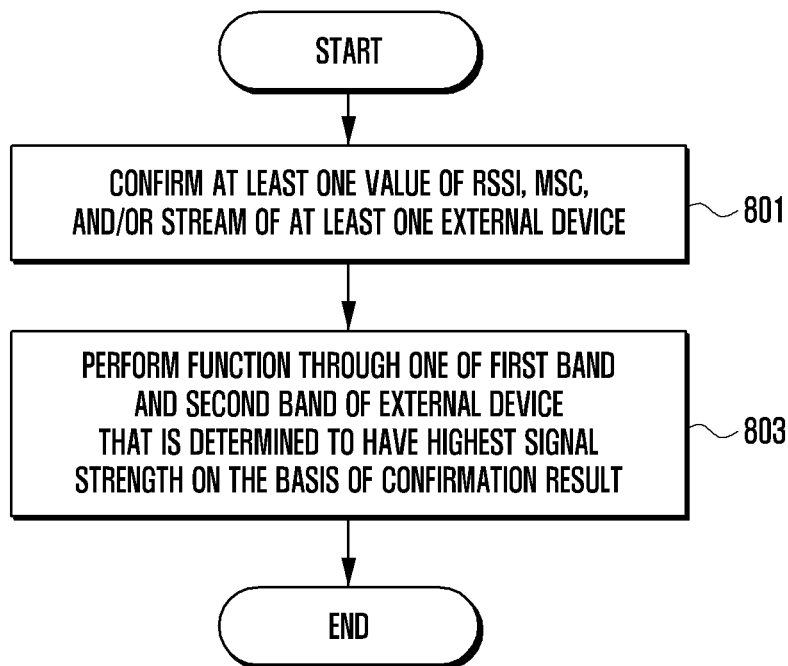 START
CONFIRM AT LEAST ONE VALUE OF RSSI, MSC,
AND/OR STREAM OF AT LEAST ONE EXTERNAL DEVICE
801
PERFORM FUNCTION THROUGH ONE OF FIRST BAND
AND SECOND BAND OF EXTERNAL DEVICE
THAT IS DETERMINED TO HAVE HIGHEST SIGNAL
STRENGTH ON THE BASIS OF CONFIRMATION RESULT
803
END